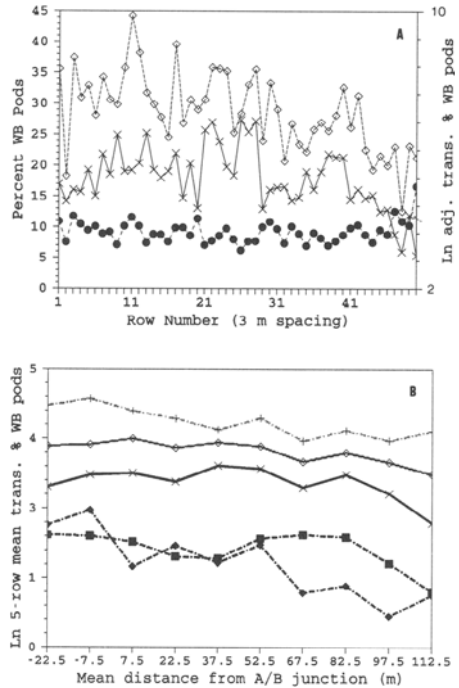 A
Percent WB Pods
45
40
35
30
25
20
15
10
5
0
10
2
Ln adj. trans. % WB pods
1 11 21 31 41
Row Number (3 m spacing)
B
Ln 5-row mean trans. % WB pods
5
4
3
1
0
-22.5 -7.5 7.5 22.5 37.5 52.5 67.5 82.5 97.5 112.5
Mean distance from A/B junction (m)